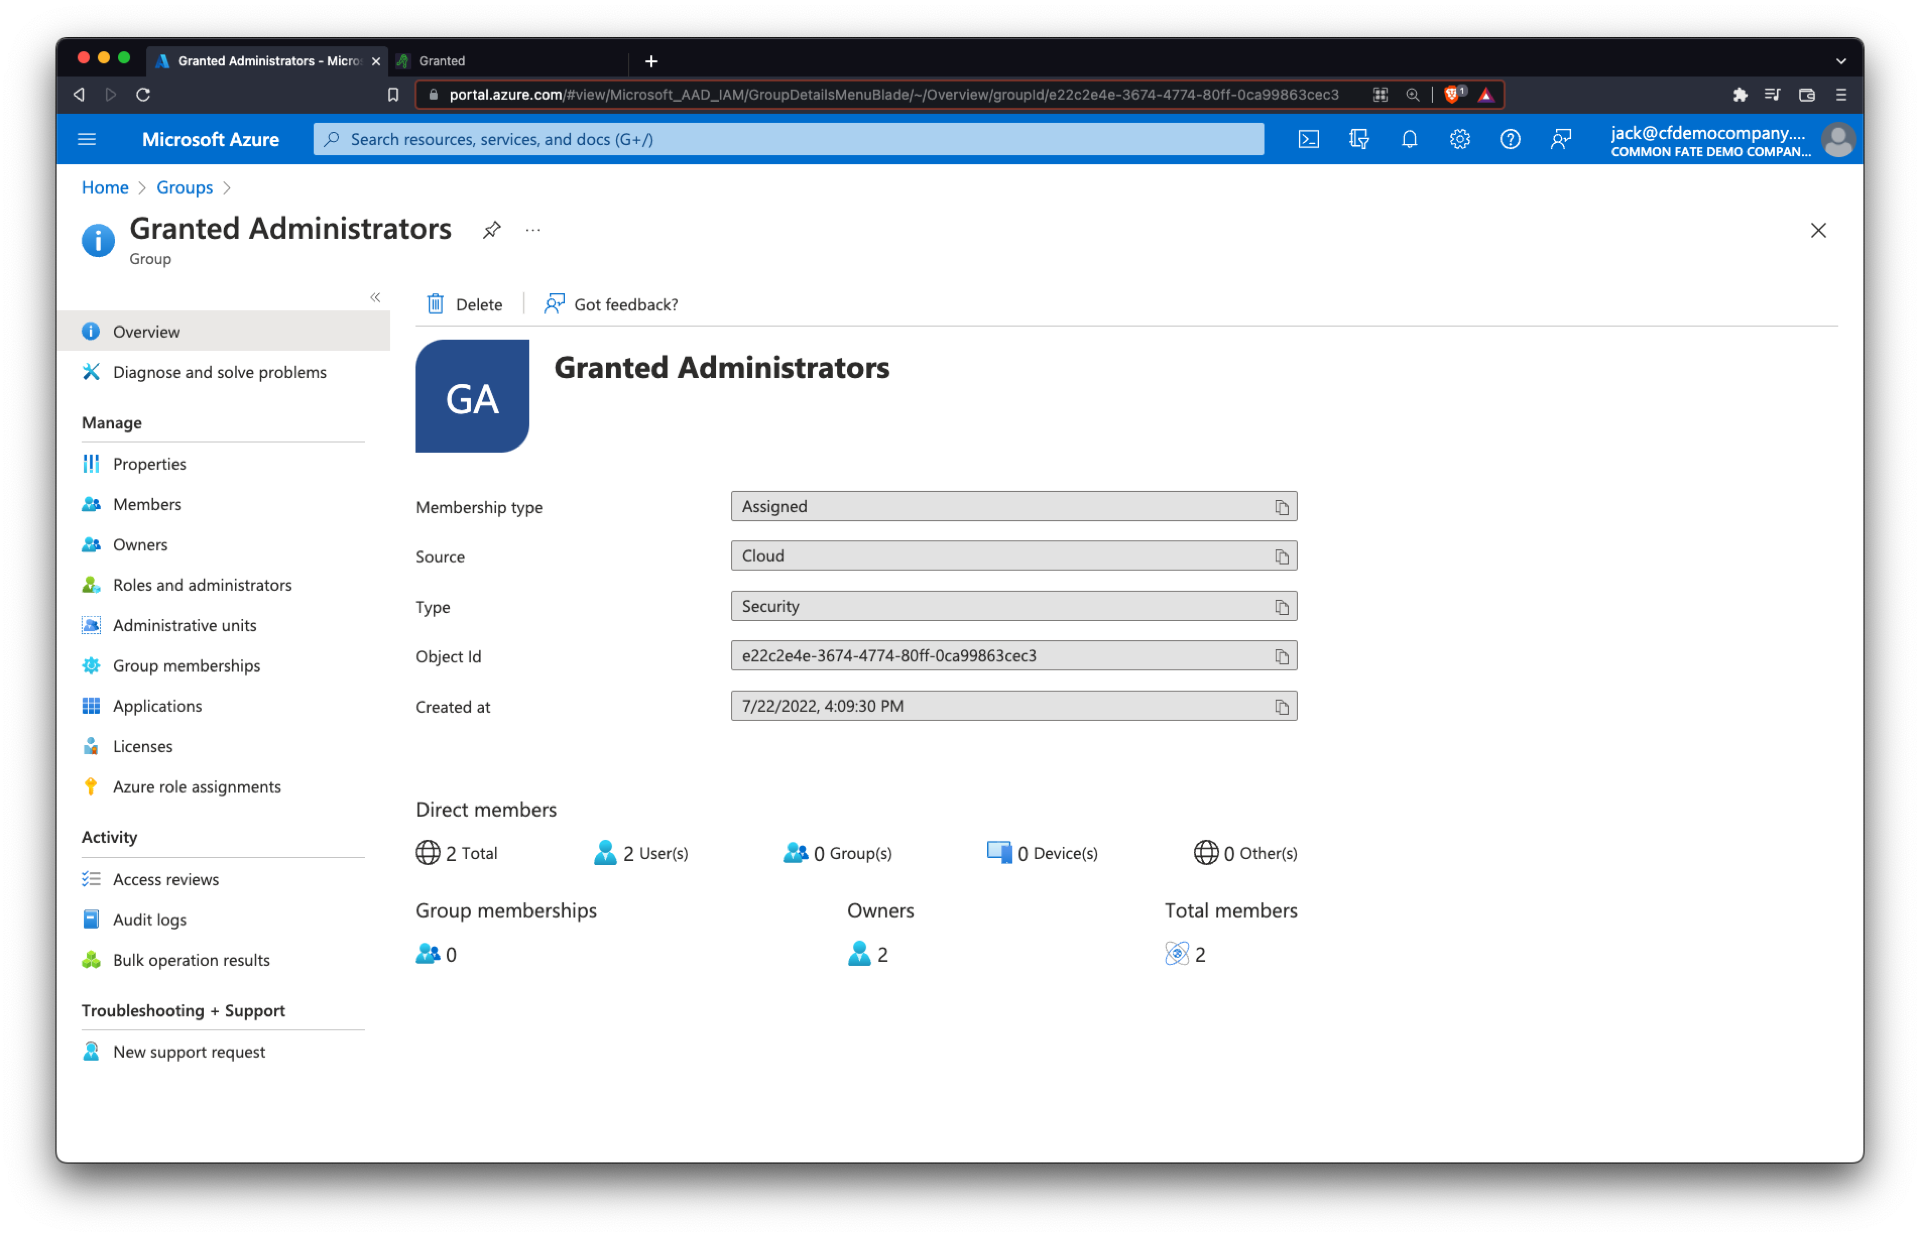 Granted Administrators - Micro
Granted
portal.azure.com/#view/Microsoft_AAD_IAM/GroupDetailsMenuBlade/~/Overview/groupId/e22c2e4e-3674-4774-80ff-0ca99863cec3
1
Microsoft Azure
Search resources, services, and docs (G+/)
jack@cfdemocompany....
COMMON FATE DEMO COMPAN...
Home > Groups >
Granted Administrators
Group
Overview
Diagnose and solve problems
Manage
Properties
Members
Owners
Roles and administrators
Administrative units
Group memberships
Applications
Licenses
Azure role assignments
Activity
Access reviews
Audit logs
Bulk operation results
Troubleshooting + Support
New support request
Delete
Got feedback?
GA
Granted Administrators
Membership type
Assigned
Source
Cloud
Type
Security
Object Id
e22c2e4e-3674-4774-80ff-0ca99863cec3
Created at
7/22/2022, 4:09:30 PM
Direct members
2 Total
2 User(s)
0 Group(s)
0 Device(s)
0 Other(s)
Group memberships
0
Owners
2
Total members
2